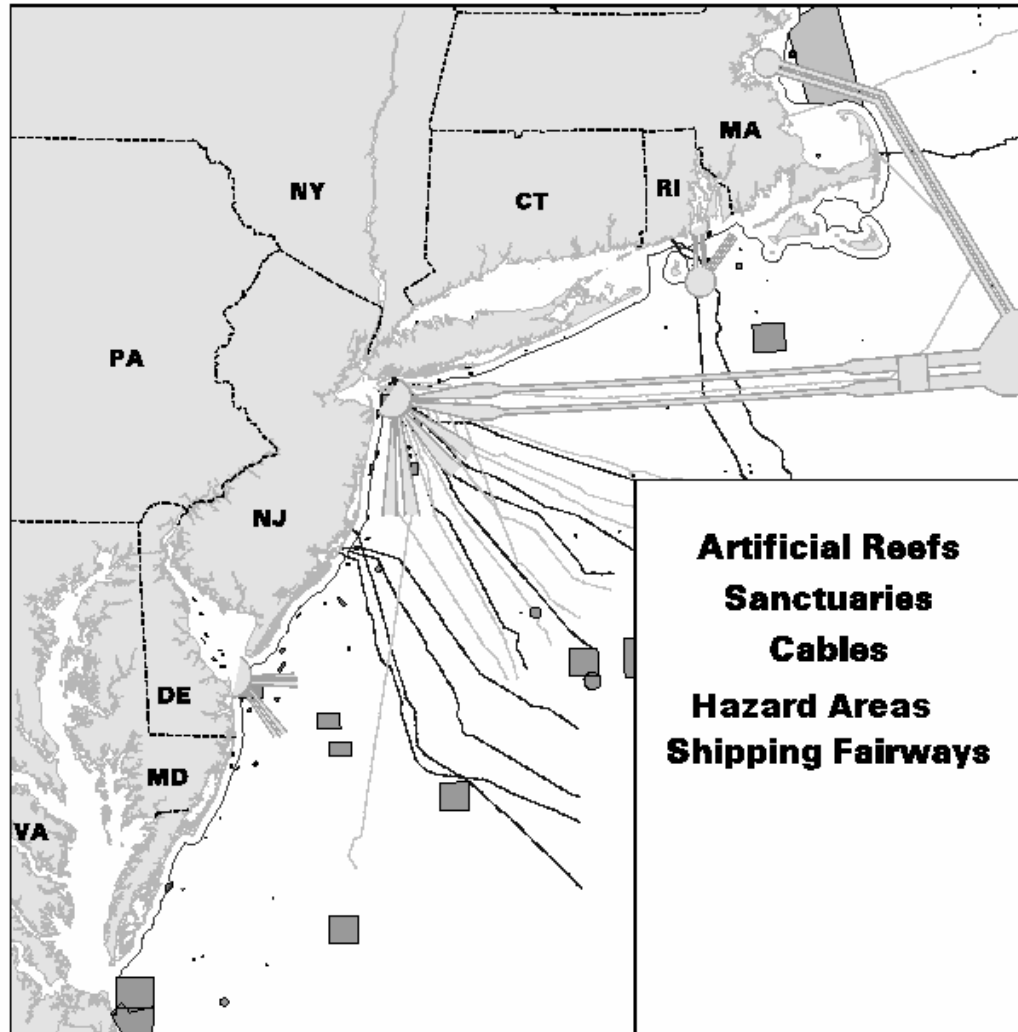 MA
NY
CT
RI
PA
NJ
DE
MD
VA
Artificial Reefs
Sanctuaries
Cables
Hazard Areas
Shipping Fairways